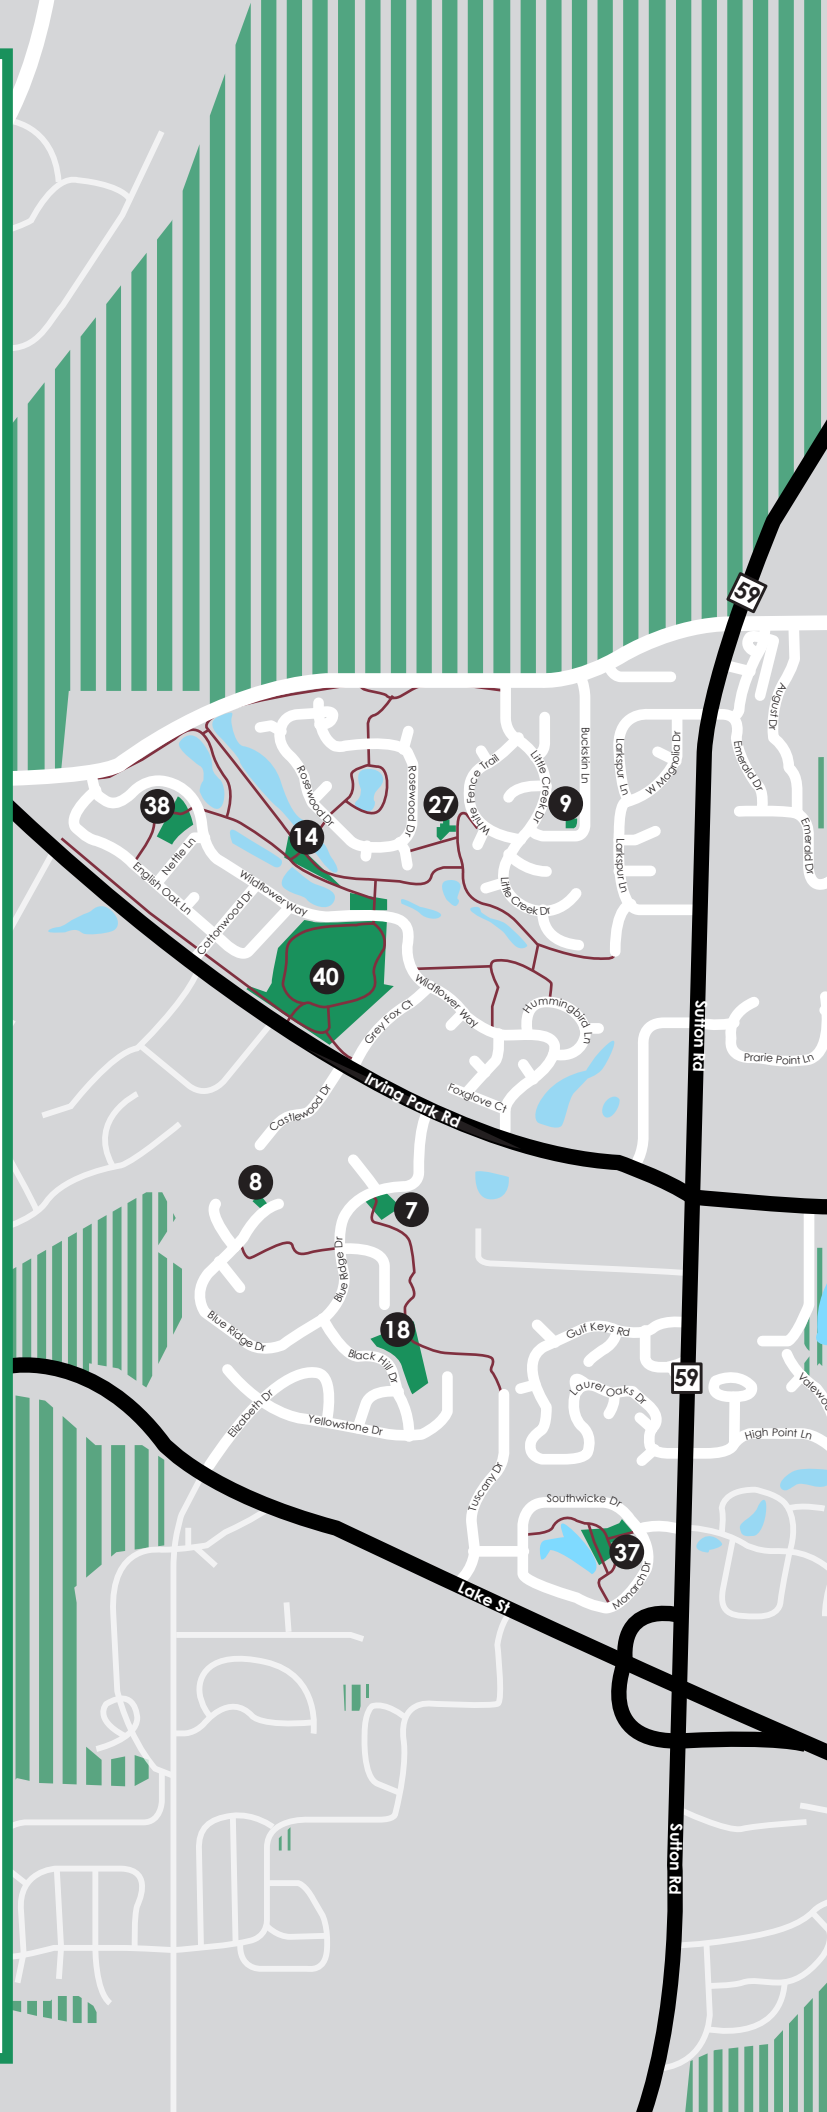 59
August Dr
Emerald Dr
W Magnolia Dr
Larkspur Ln
Buckskin Ln
Little Creek Dr
White Fence Trail
Rosewood Dr
Rosewood Dr
38
27
9
14
Emerald Dr
Larkspur Ln
Nettle Ln
English Oak Ln
Wildflower Way
Cottonwood Dr
Little Creek Dr
40
Wildflower Way
Grey Fox Ct
Hummingbird Ln
Sutton Rd
Prarie Point Ln
Irving Park Rd
Foxglove Ct
Castlewood Dr
8
7
Blue Ridge Dr
Blue Ridge Dr
18
Black Hill Dr
Gulf Keys Rd
59
Laurel Oaks Dr
Elizabeth Dr
Yellowstone Dr
High Point Ln
Tuscany Dr
Southwicke Dr
37
Monarch Dr
Lake St
Sutton Rd